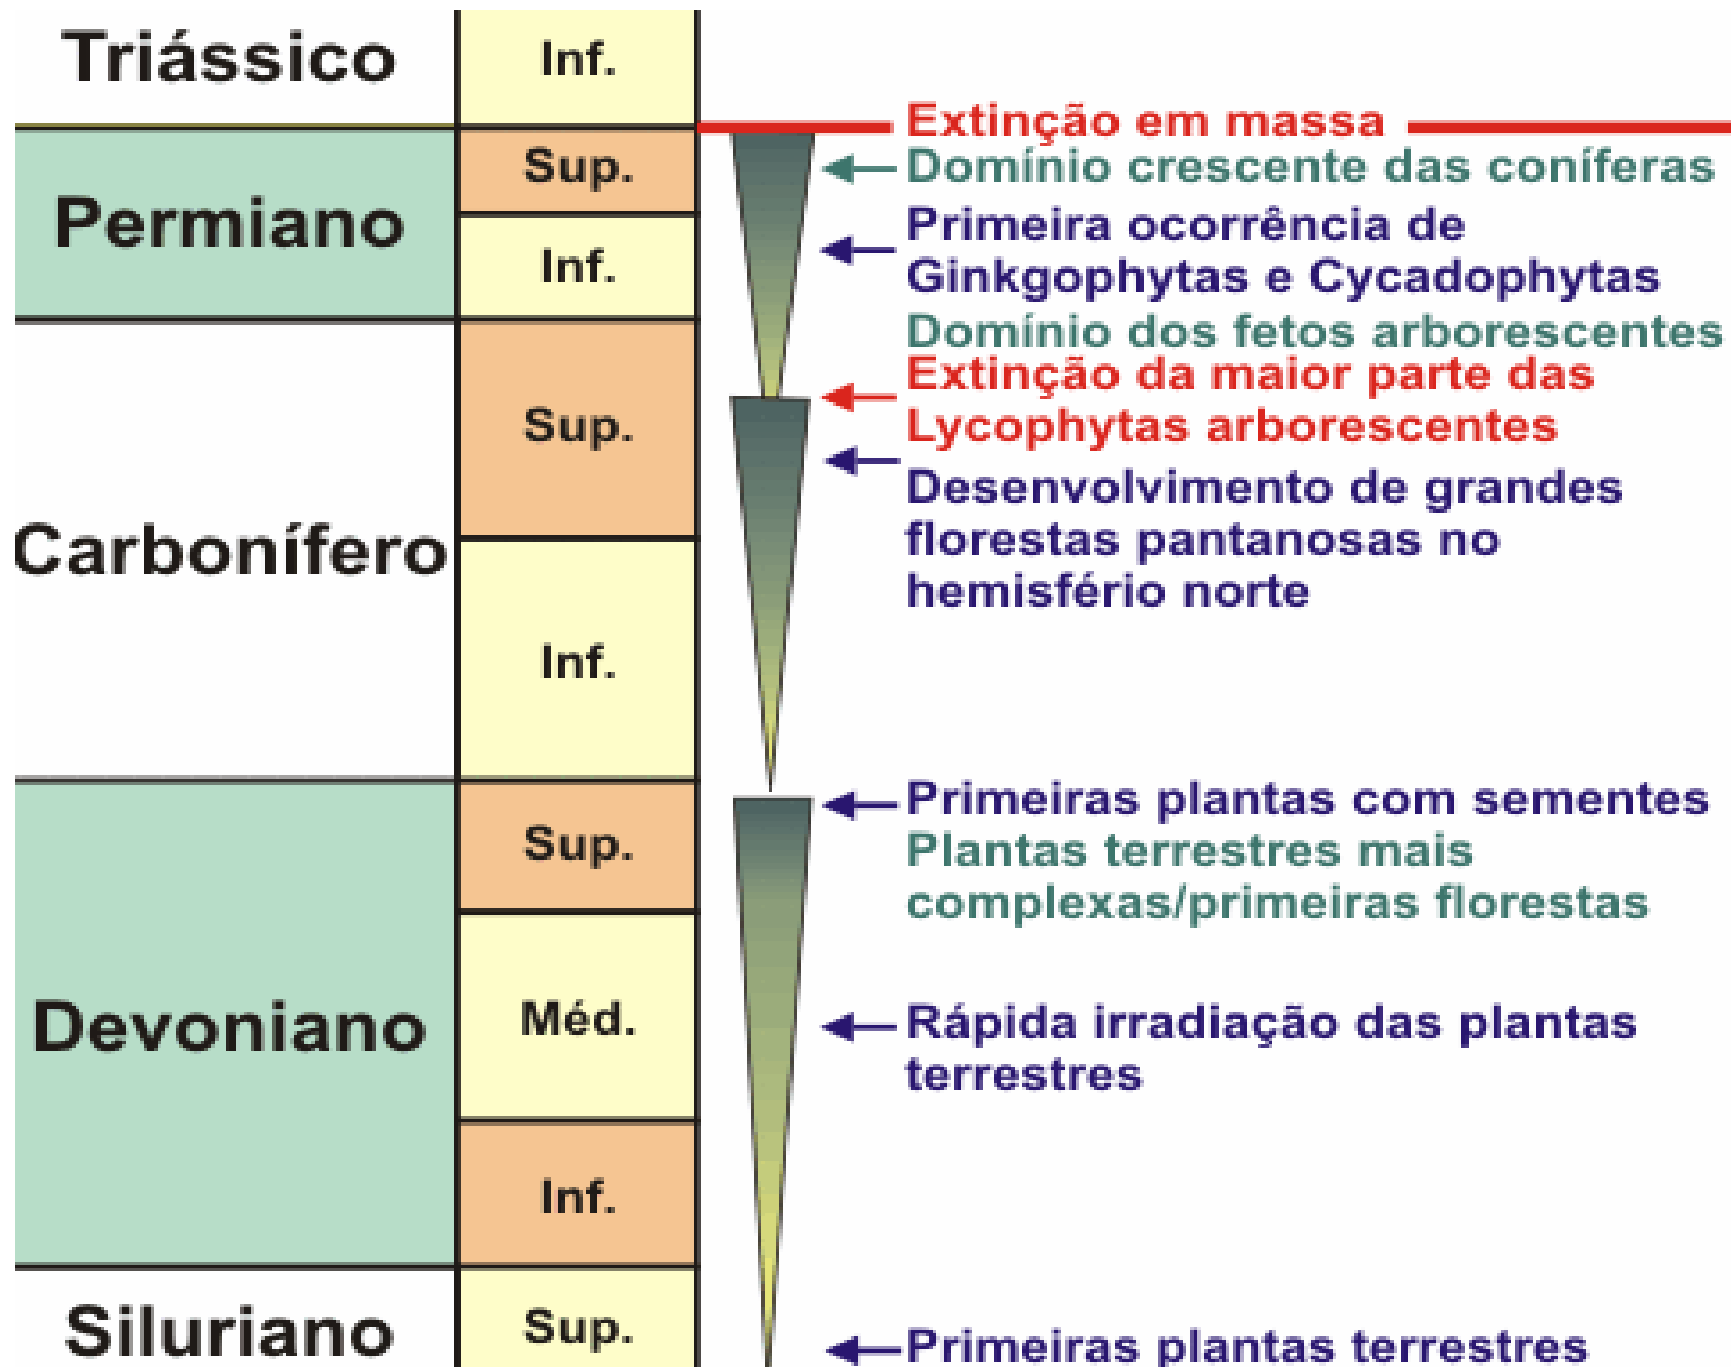 Triássico
Inf.
Extinção em massa
Permiano
Sup.
Domínio crescente das coníferas
Inf.
Primeira ocorrência de
Ginkgophytas e Cycadophytas
Domínio dos fetos arborescentes
Carbonífero
Sup.
Extinção da maior parte das
Lycophytas arborescentes
Desenvolvimento de grandes
florestas pantanosas no
hemisfério norte
Inf.
Devoniano
Sup.
Primeiras plantas com sementes
Plantas terrestres mais
complexas/primeiras florestas
Méd.
Rápida irradiação das plantas
terrestres
Inf.
Siluriano
Sup.
Primeiras plantas terrestres